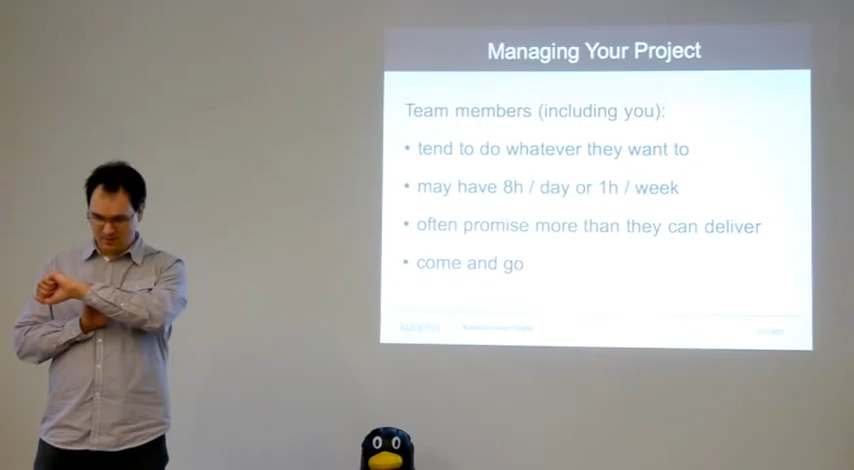 Managing Your Project
Team members (including you):
• tend to do whatever they want to
• may have 8h / day or 1h / week
• often promise more than they can deliver
• come and go